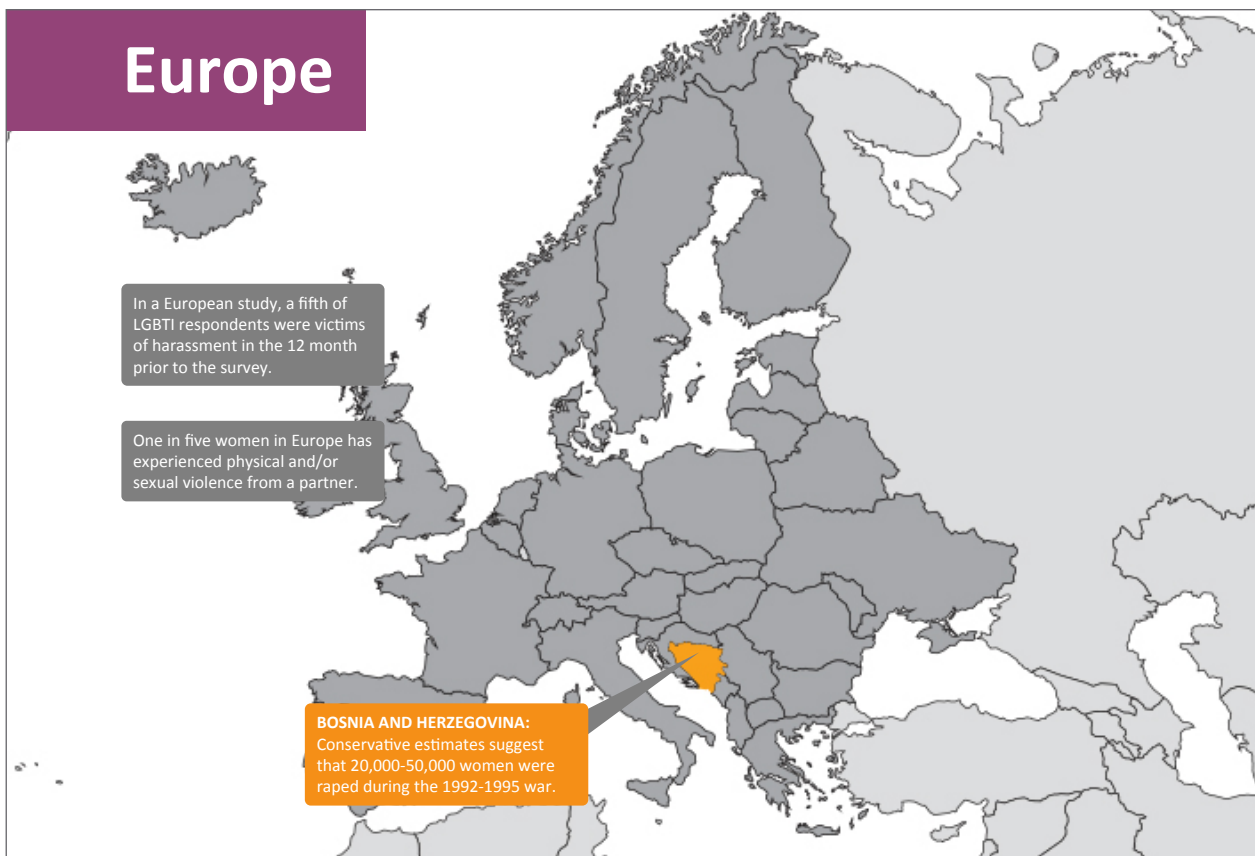 Europe
In a European study, a fifth of
LGBTI respondents were victims
of harassment in the 12 month
prior to the survey.
One in five women in Europe has
experienced physical and/or
sexual violence from a partner.
BOSNIA AND HERZEGOVINA:
Conservative estimates suggest
that 20,000-50,000 women were
raped during the 1992-1995 war.